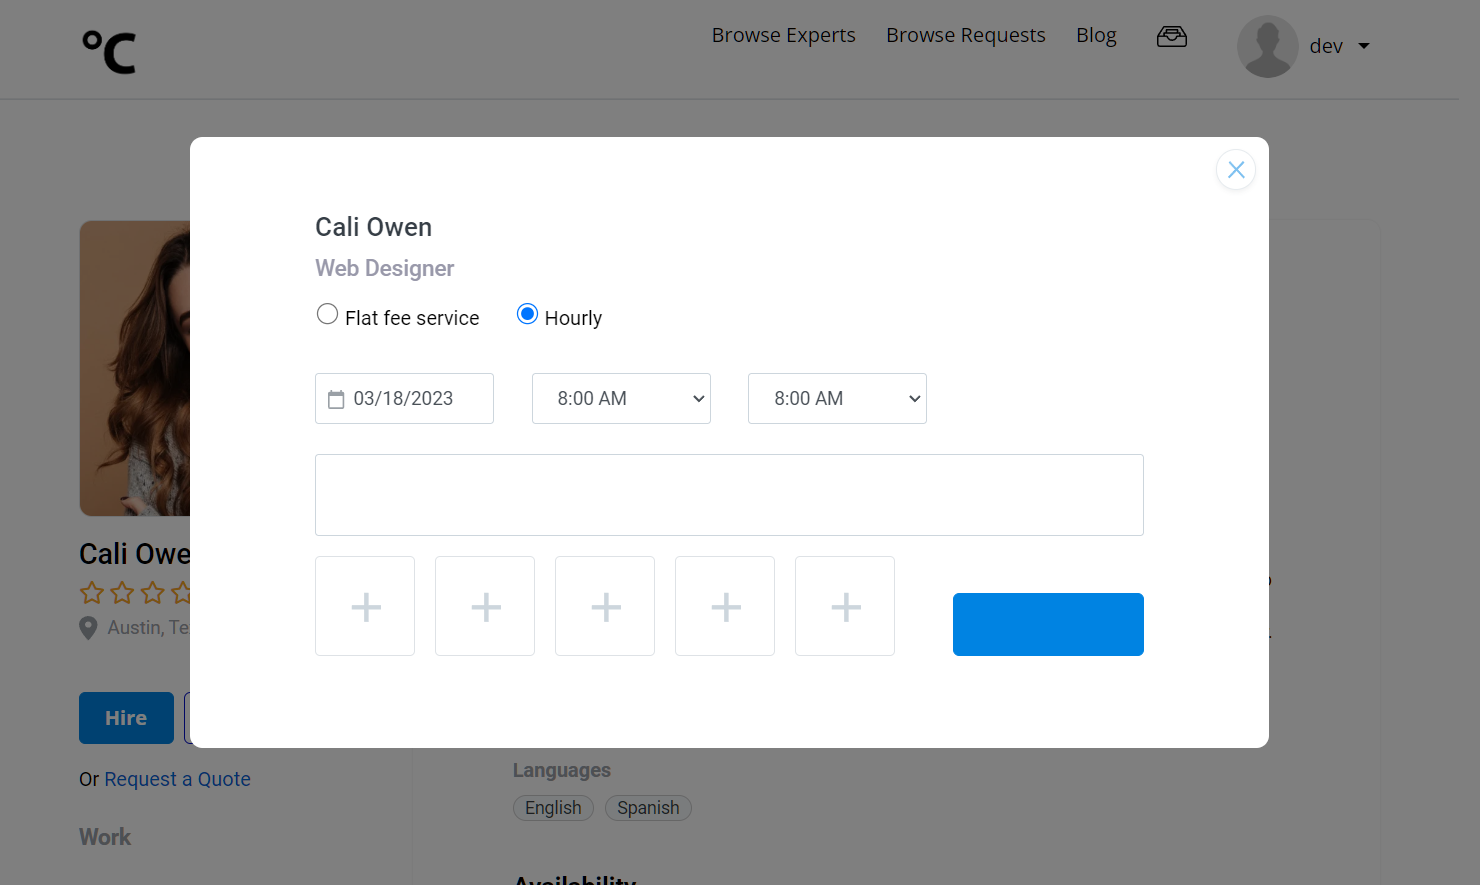 °C
Browse Experts Browse Requests Blog dev
Cali Owen
Web Designer
Flat fee service Hourly
03/18/2023 8:00 AM 8:00 AM
Cali Owe
Austin, Te
Hire
Or Request a Quote
Work
Languages
English Spanish
Availability